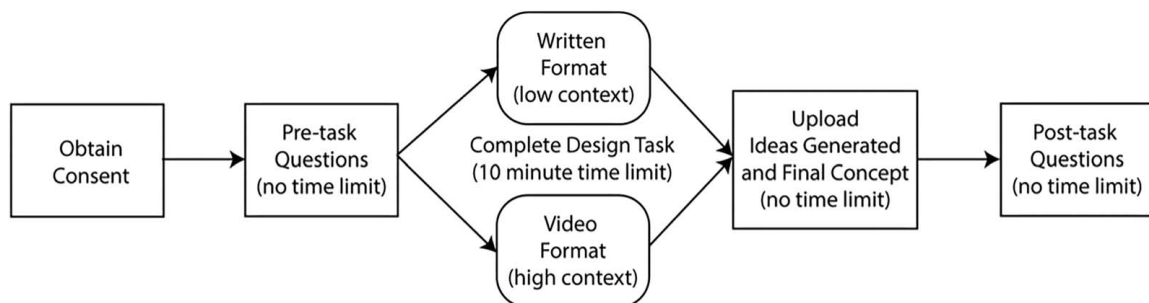 Obtain
Consent
Pre-task
Questions
(no time limit)
Written
Format
(low context)
Complete Design Task
(10 minute time limit)
Video
Format
(high context)
Upload
Ideas Generated
and Final Concept
(no time limit)
Post-task
Questions
(no time limit)